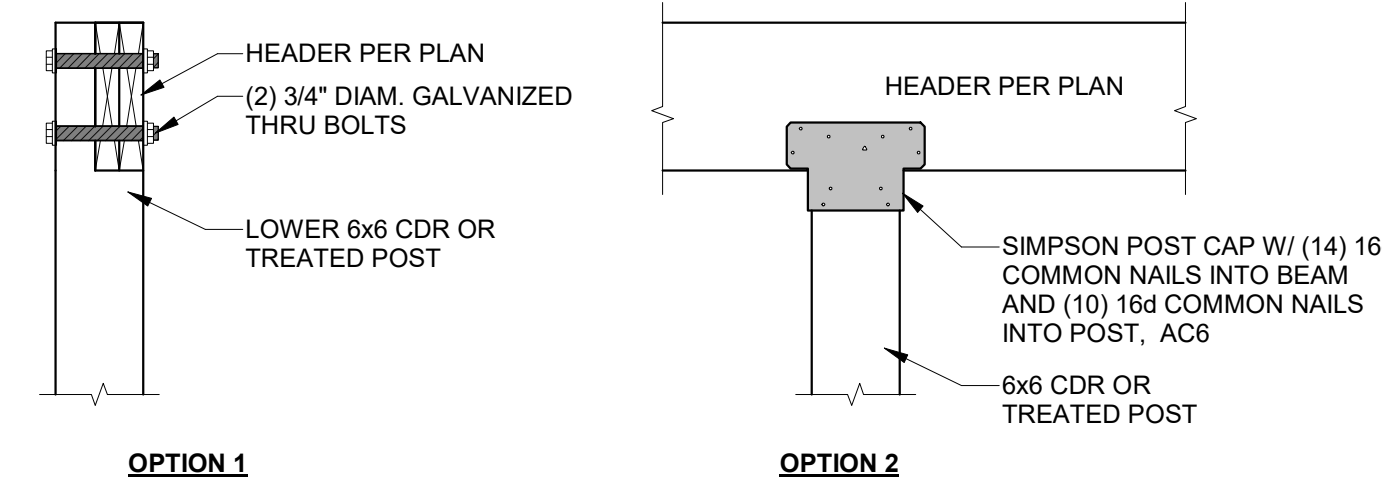 HEADER PER PLAN
(2) 3/4" DIAM. GALVANIZED
THRU BOLTS
LOWER 6x6 CDR OR
TREATED POST
OPTION 1
HEADER PER PLAN
SIMPSON POST CAP W/ (14) 16
COMMON NAILS INTO BEAM
AND (10) 16d COMMON NAILS
INTO POST, AC6
6x6 CDR OR
TREATED POST
OPTION 2